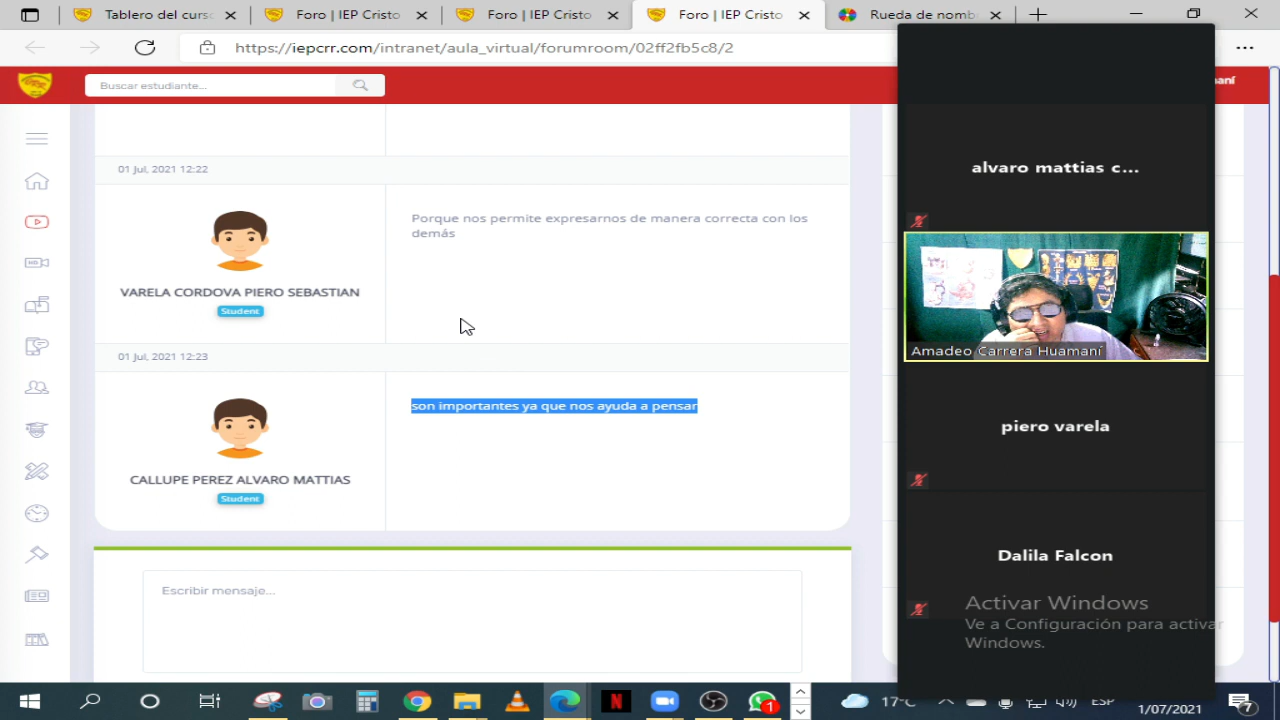 Tablero del curs
Foro | IEP Cristo
Foro | IEP Cristo
Foro | IEP Cristo
Rueda de nomb
https://iepcrr.com/intranet/aula_virtual/forumroom/02ff2fb5c8/2
Buscar estudiante...
aní
01 Jul, 2021 12:22
Porque nos permite expresarnos de manera correcta con los
demás
VARELA CORDOVA PIERO SEBASTIAN
Student
01 Jul, 2021 12:23
son importantes ya que nos ayuda a pensar
CALLUPE PEREZ ALVARO MATTIAS
Student
Escribir mensaje...
alvaro mattias c...
Amadeo Carrera Huamaní
piero varela
Dalila Falcon
Activar Windows
Ve a Configuración para activar
Windows.
N
1
17°C
ESP
1/07/2021
7